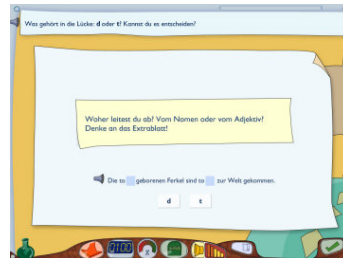 Was gehört in die Lücke: d oder t? Kannst du es entscheiden?
Woher leitest du ab? Vom Nomen oder vom Adjektiv?
Denke an das Extrablatt!
Die to geborenen Ferkel sind to zur Welt gekommen.
d t
0100